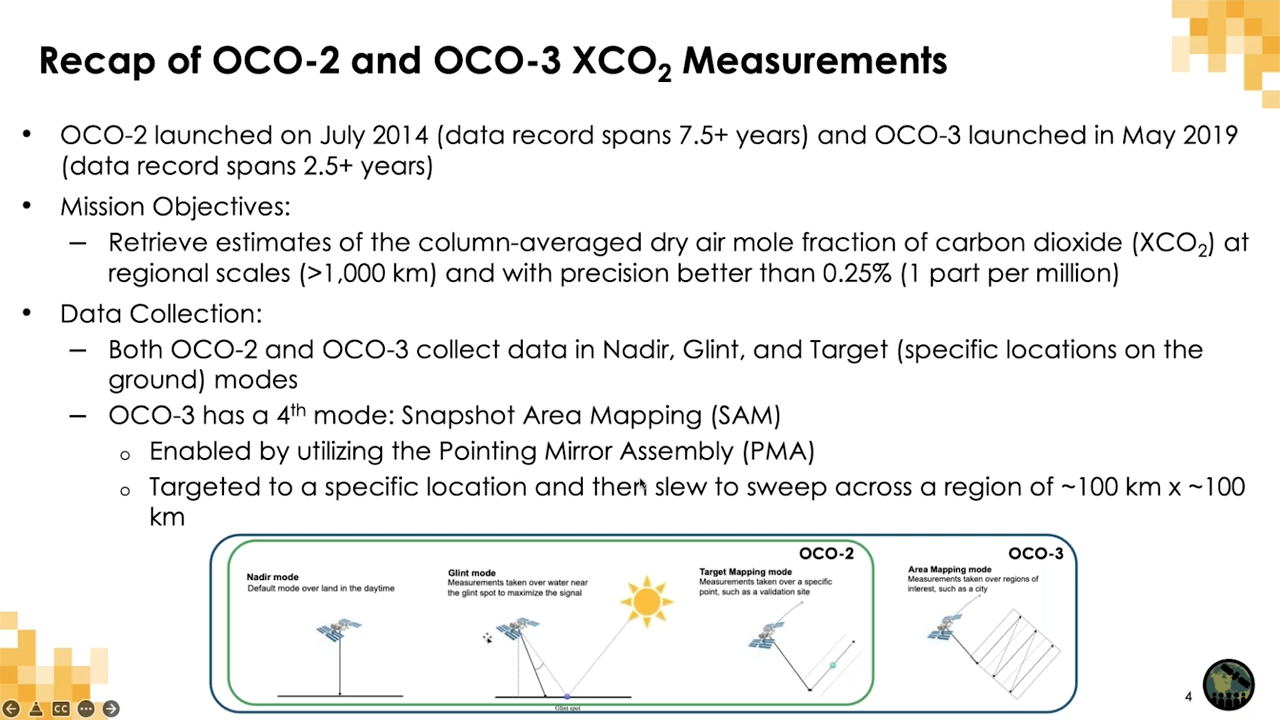 Recap of OCO-2 and OCO-3 XCO₂ Measurements
• OCO-2 launched on July 2014 (data record spans 7.5+ years) and OCO-3 launched in May 2019
(data record spans 2.5+ years)
• Mission Objectives:
– Retrieve estimates of the column-averaged dry air mole fraction of carbon dioxide (XCO₂) at
regional scales (>1,000 km) and with precision better than 0.25% (1 part per million)
• Data Collection:
– Both OCO-2 and OCO-3 collect data in Nadir, Glint, and Target (specific locations on the
ground) modes
– OCO-3 has a 4th mode: Snapshot Area Mapping (SAM)
o Enabled by utilizing the Pointing Mirror Assembly (PMA)
o Targeted to a specific location and then slew to sweep across a region of ~100 km x ~100
km
OCO-2
OCO-3
Nadir mode
Default mode over land in the daytime
Glint mode
Measurements taken over water near
the glint spot to maximize the signal
Glint spot
Target Mapping mode
Measurements taken over a specific
point, such as a validation site
Area Mapping mode
Measurements taken over regions of
interest, such as a city
CC
4